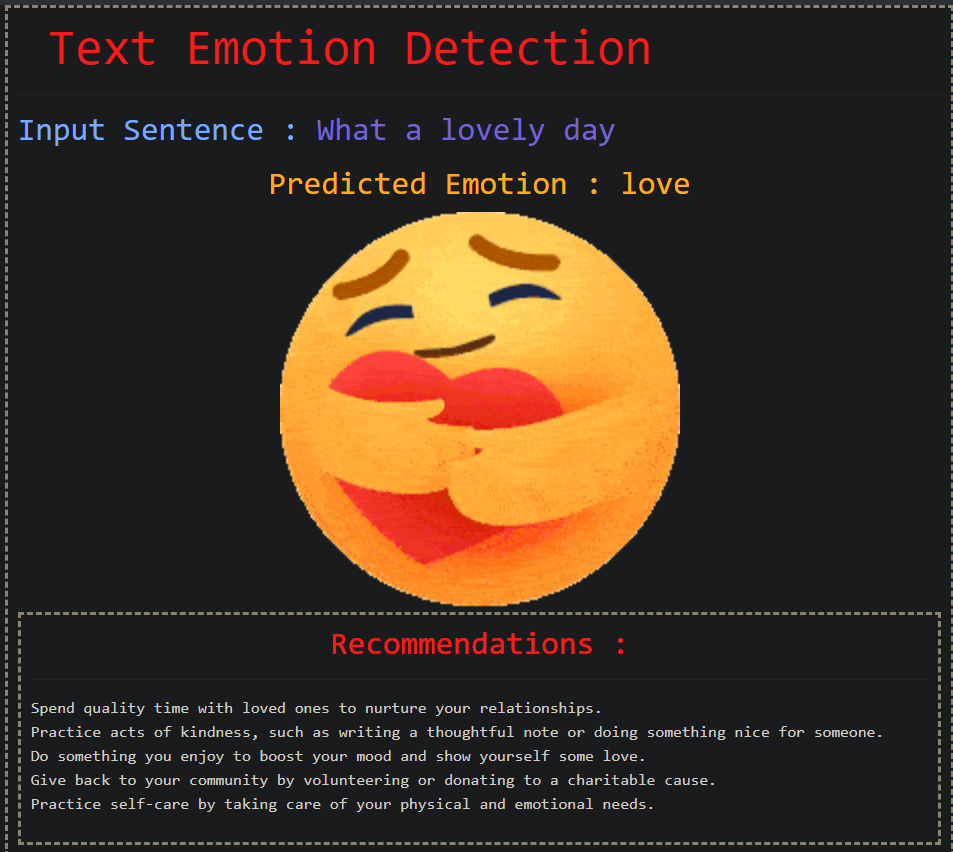 Text Emotion Detection
Input Sentence : What a lovely day
Predicted Emotion : love
Recommendations :
Spend quality time with loved ones to nurture your relationships.
Practice acts of kindness, such as writing a thoughtful note or doing something nice for someone.
Do something you enjoy to boost your mood and show yourself some love.
Give back to your community by volunteering or donating to a charitable cause.
Practice self-care by taking care of your physical and emotional needs.